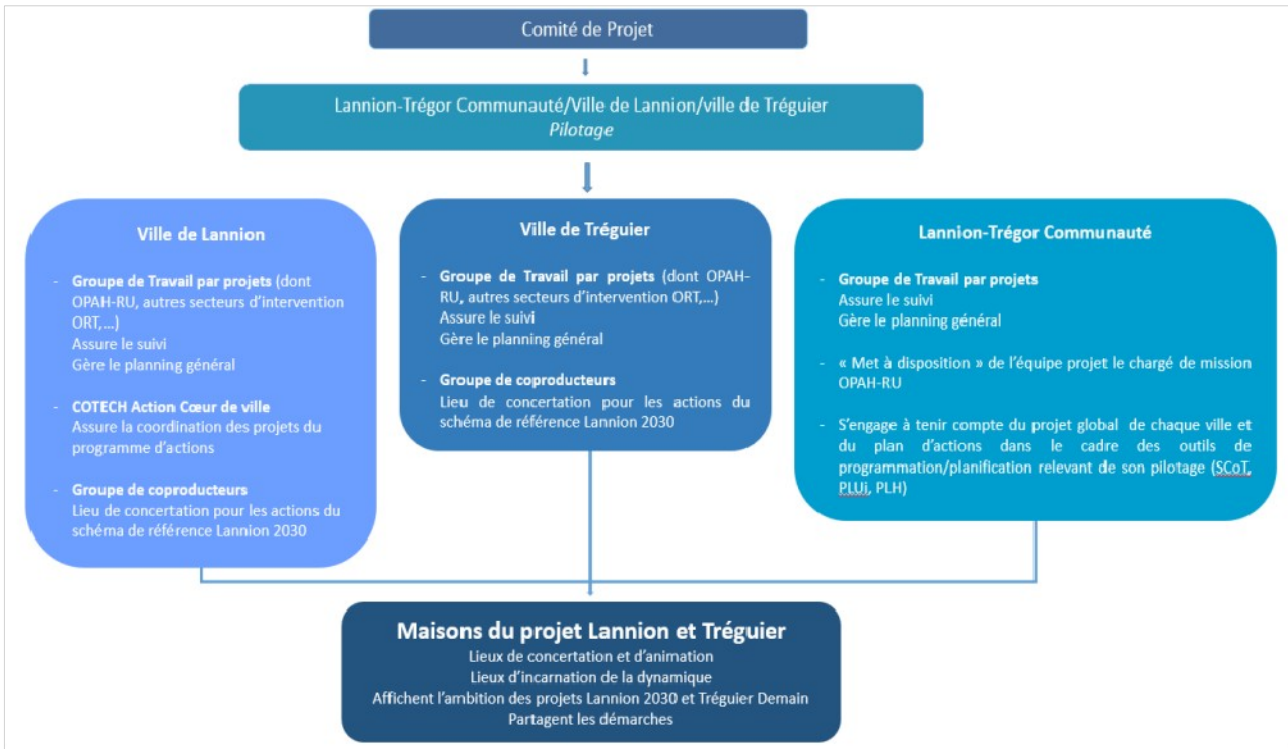 Comité de Projet
Lannion-Trégor Communauté/Ville de Lannion/ville de Tréguier
Pilotage
Ville de Lannion
- Groupe de Travail par projets (dont
OPAH-RU, autres secteurs d'intervention
ORT,...)
Assure le suivi
Gère le planning général
- COTECH Action Cœur de ville
Assure la coordination des projets du
programme d'actions
- Groupe de coproducteurs
Lieu de concertation pour les actions du
schéma de référence Lannion 2030
Ville de Tréguier
- Groupe de Travail par projets (dont OPAH-
RU, autres secteurs d'intervention ORT,...)
Assure le suivi
Gère le planning général
- Groupe de coproducteurs
Lieu de concertation pour les actions du
schéma de référence Lannion 2030
Lannion-Trégor Communauté
- Groupe de Travail par projets
Assure le suivi
Gère le planning général
- « Met à disposition » de l'équipe projet le chargé de mission
OPAH-RU
- S'engage à tenir compte du projet global de chaque ville et
du plan d'actions dans le cadre des outils de
programmation/planification relevant de son pilotage (SCoT,
PLUi, PLH)
Maisons du projet Lannion et Tréguier
Lieux de concertation et d'animation
Lieux d'incarnation de la dynamique
Affichent l'ambition des projets Lannion 2030 et Tréguier Demain
Partagent les démarches